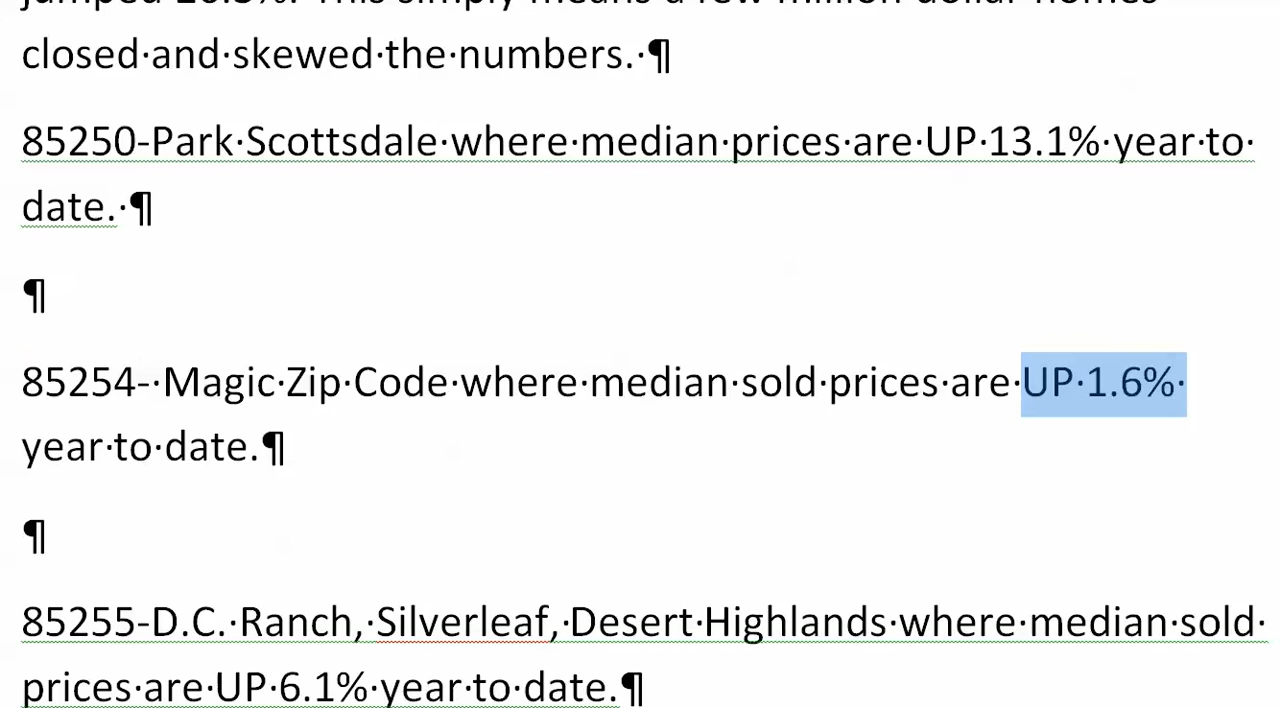 closed and skewed the numbers. ¶
85250-Park Scottsdale where median prices are UP 13.1% year to
date. ¶
¶
85254- Magic Zip Code where median sold prices are UP 1.6%
year to date.¶
¶
85255-D.C. Ranch, Silverleaf, Desert Highlands where median sold
prices are UP 6.1% year to date.¶